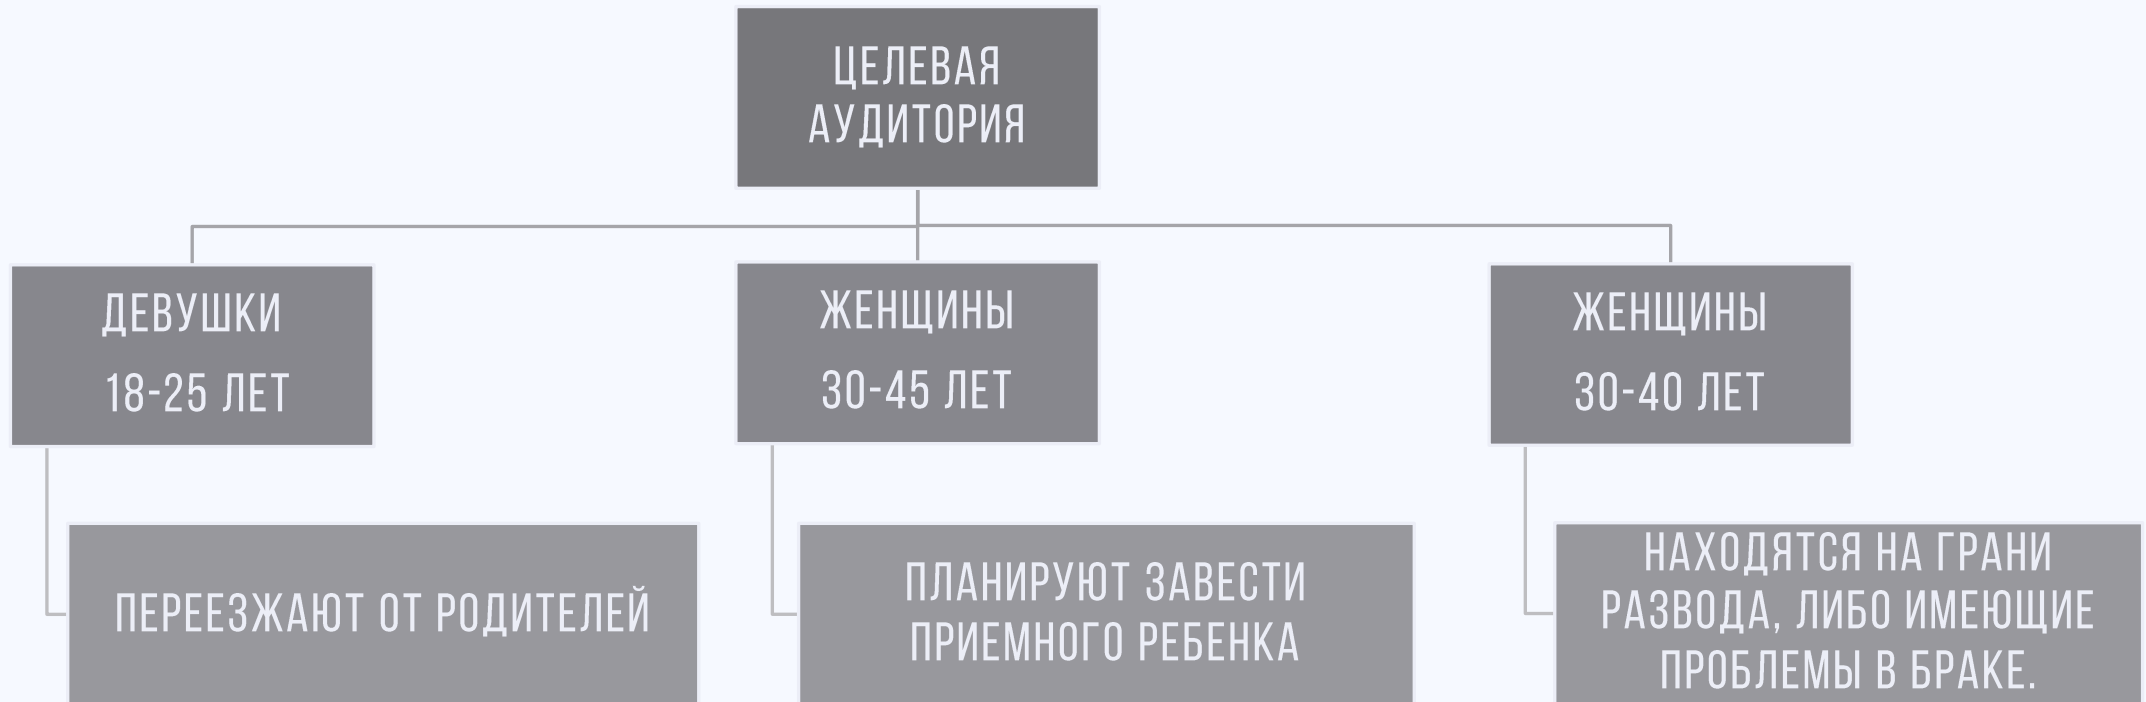 ЦЕЛЕВАЯ
АУДИТОРИЯ
ДЕВУШКИ
18-25 ЛЕТ
ЖЕНЩИНЫ
30-45 ЛЕТ
ЖЕНЩИНЫ
30-40 ЛЕТ
ПЕРЕЕЗЖАЮТ ОТ РОДИТЕЛЕЙ
ПЛАНИРУЮТ ЗАВЕСТИ
ПРИЕМНОГО РЕБЕНКА
НАХОДЯТСЯ НА ГРАНИ
РАЗВОДА, ЛИБО ИМЕЮЩИЕ
ПРОБЛЕМЫ В БРАКЕ.